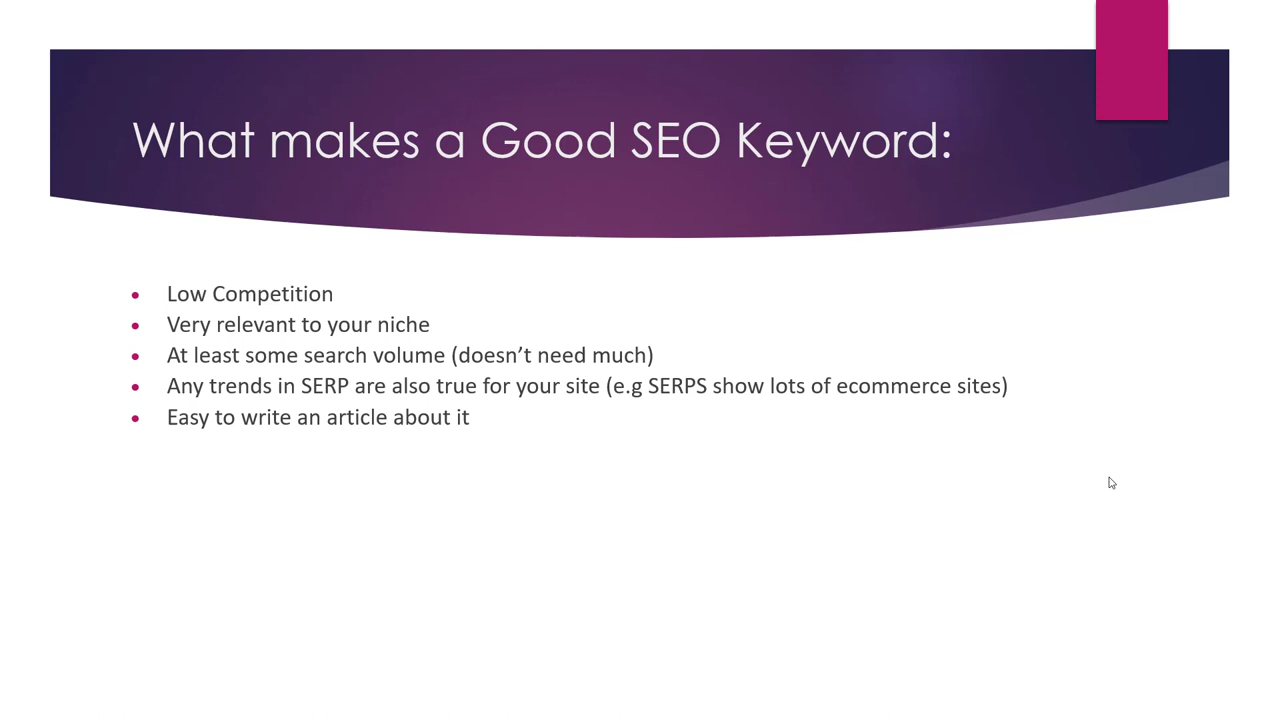 What makes a Good SEO Keyword:
• Low Competition
• Very relevant to your niche
• At least some search volume (doesn’t need much)
• Any trends in SERP are also true for your site (e.g SERPS show lots of ecommerce sites)
• Easy to write an article about it